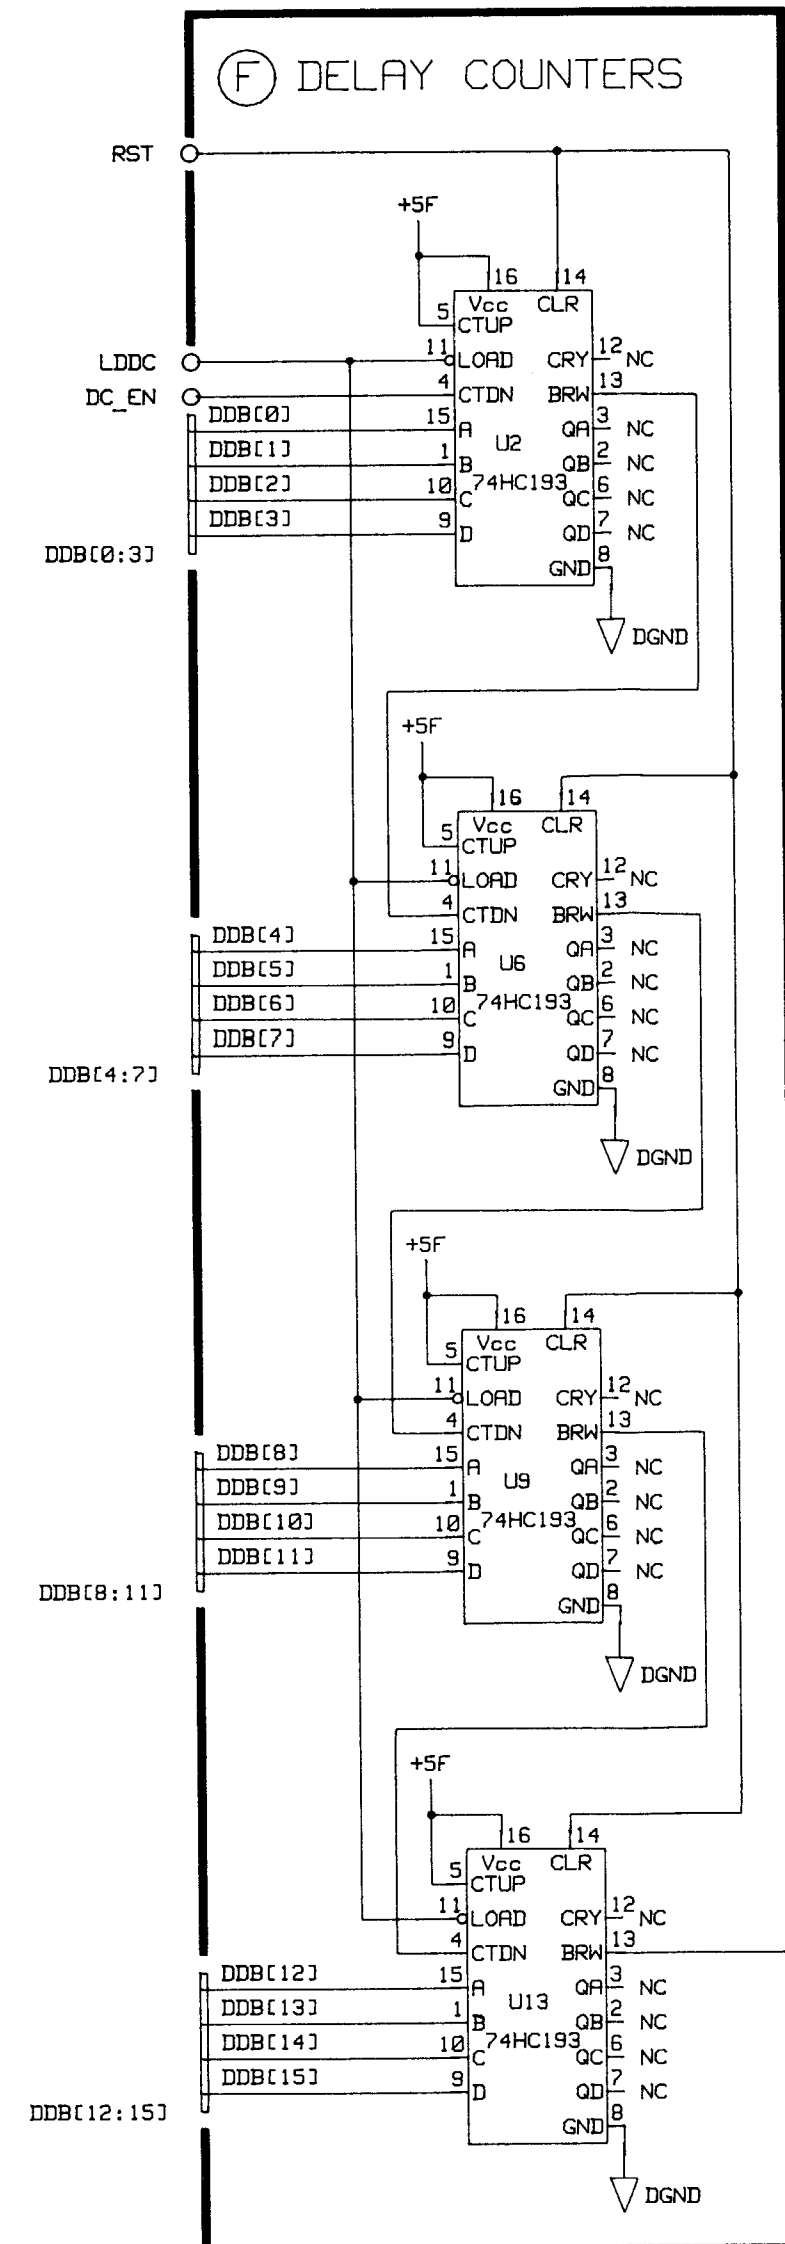 F DELAY COUNTERS
RST
+5F
16 14
Vcc CLR
5 CTUP
LDDC 11 LOAD CRY 12 NC
DC_EN 4 CTDN BRW 13
DDB[0] 15 A QA 3 NC
U2
DDB[1] 1 B QB 2 NC
DDB[2] 10 C 74HC193 QC 6 NC
DDB[3] 9 D QD 7 NC
DDB[0:3] GND 8
DGND
+5F
16 14
Vcc CLR
5 CTUP
11 LOAD CRY 12 NC
4 CTDN BRW 13
DDB[4] 15 A QA 3 NC
U6
DDB[5] 1 B QB 2 NC
DDB[6] 10 C 74HC193 QC 6 NC
DDB[7] 9 D QD 7 NC
DDB[4:7] GND 8
DGND
+5F
16 14
Vcc CLR
5 CTUP
11 LOAD CRY 12 NC
4 CTDN BRW 13
DDB[8] 15 A QA 3 NC
U9
DDB[9] 1 B QB 2 NC
DDB[10] 10 C 74HC193 QC 6 NC
DDB[11] 9 D QD 7 NC
DDB[8:11] GND 8
DGND
+5F
16 14
Vcc CLR
5 CTUP
11 LOAD CRY 12 NC
4 CTDN BRW 13
DDB[12] 15 A QA 3 NC
U13
DDB[13] 1 B QB 2 NC
DDB[14] 10 C 74HC193 QC 6 NC
DDB[15] 9 D QD 7 NC
DDB[12:15] GND 8
DGND